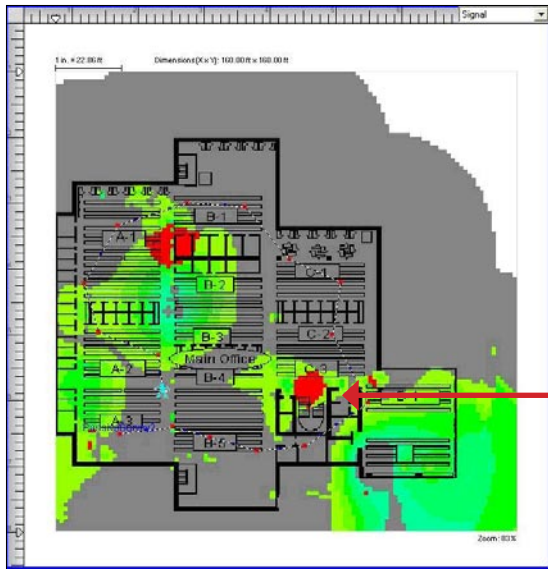 Signal
1 in. = 22.86 ft
Dimensions(X x Y): 160.00 ft x 160.00 ft
B-1
A-1
C-1
B-2
B-3
C-2
Main Office
A-2
C-3
B-4
A-3
B-5
Zoom: 83%